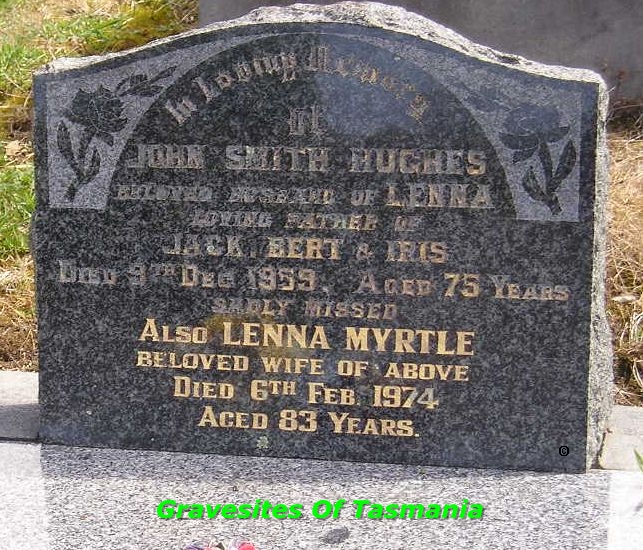 In Loving Memory
of
JOHN SMITH HUGHES
BELOVED HUSBAND OF LENNA
LOVING FATHER OF
JACK, BERT & IRIS
DIED 9TH DEC. 1959. AGED 75 YEARS
SADLY MISSED
ALSO LENNA MYRTLE
BELOVED WIFE OF ABOVE
DIED 6TH FEB. 1974
AGED 83 YEARS.
©
Gravesites Of Tasmania